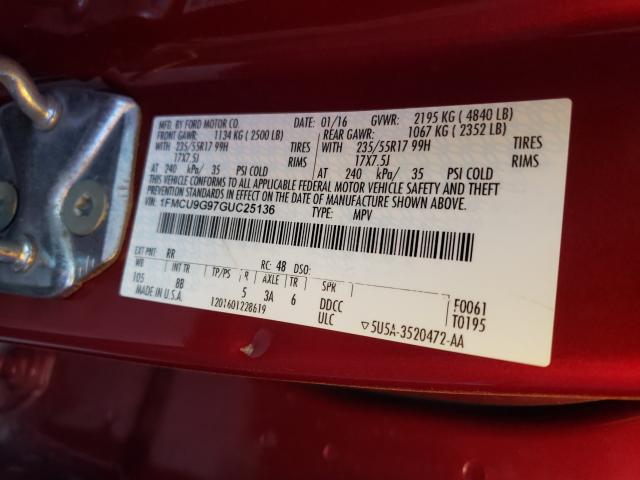 MFD. BY FORD MOTOR CO. 01/16 GVWR: 2195 KG ( 4840 LB)
FRONT GAWR: 1134 KG ( 2500 LB) REAR GAWR: 1067 KG ( 2352 LB)
WITH 235/55R17 99H TIRES WITH 235/55R17 99H TIRES
17X7.5J RIMS 17X7.5J RIMS
AT 240 kPa/ 35 PSI COLD AT 240 kPa/ 35 PSI COLD
THIS VEHICLE CONFORMS TO ALL APPLICABLE FEDERAL MOTOR VEHICLE SAFETY AND THEFT
PREVENTION STANDARDS IN EFFECT ON THE DATE OF MANUFACTURE SHOWN ABOVE.
VIN: 1FMCU9G97GUC25136 TYPE: MPV
EXT PNT: RR RC: 48 DSO:
WB INT TR TP/PS R AXLE TR SPR
105 8B 5 3A 6 DDCC F0061
MADE IN U.S.A. 1201601228619 ULC ▽5U5A-3520472-AA T0195